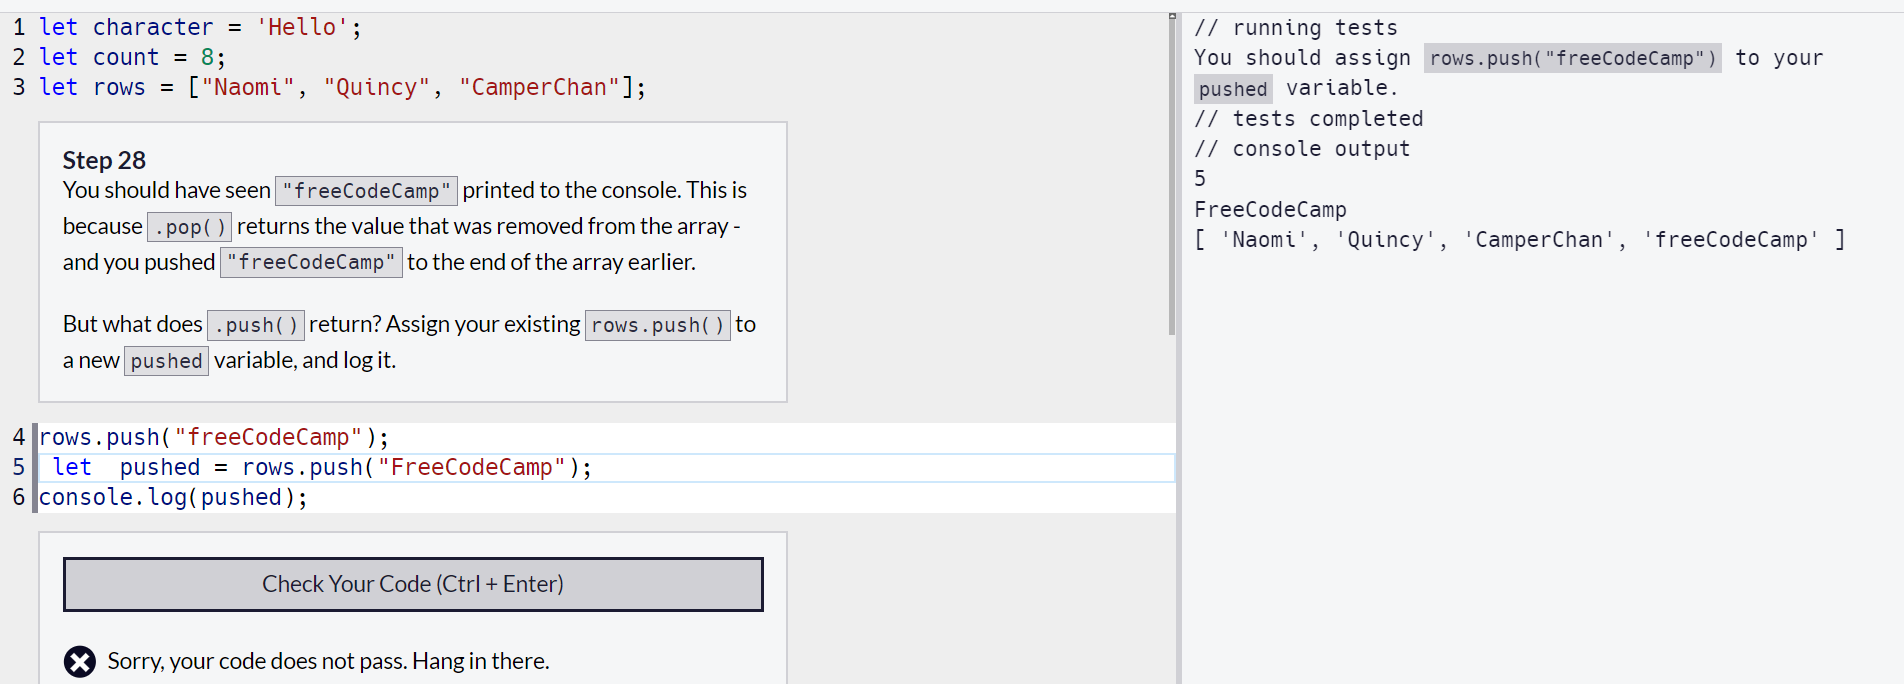 1 let character = 'Hello';
2 let count = 8;
3 let rows = ["Naomi", "Quincy", "CamperChan"];
Step 28
You should have seen "freeCodeCamp" printed to the console. This is
because .pop() returns the value that was removed from the array -
and you pushed "freeCodeCamp" to the end of the array earlier.
But what does .push() return? Assign your existing rows.push() to
a new pushed variable, and log it.
4 rows.push("freeCodeCamp");
5 let  pushed = rows.push("FreeCodeCamp");
6 console.log(pushed);
Check Your Code (Ctrl + Enter)
Sorry, your code does not pass. Hang in there.
// running tests
You should assign rows.push("freeCodeCamp") to your
pushed variable.
// tests completed
// console output
5
FreeCodeCamp
[ 'Naomi', 'Quincy', 'CamperChan', 'freeCodeCamp' ]